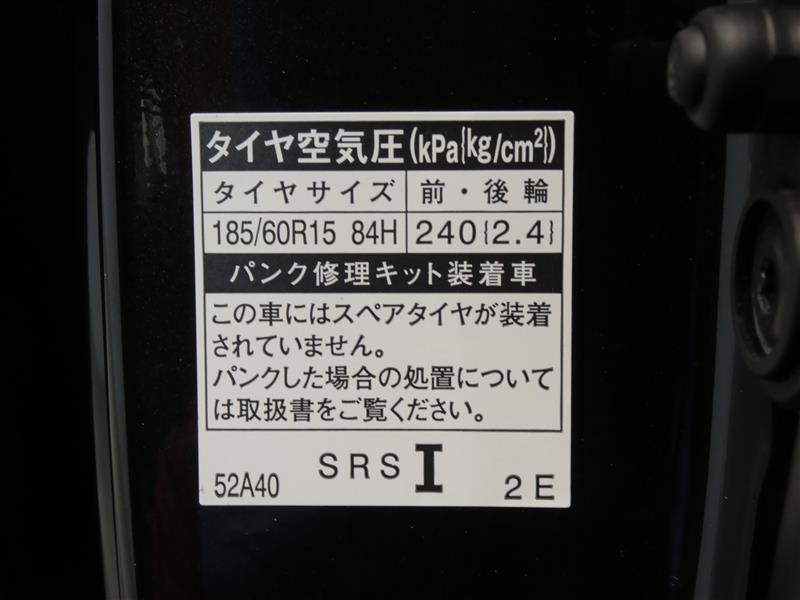 タイヤ空気圧(kPa{kg/cm²})
タイヤサイズ 前・後輪
185/60R15 84H 240{2.4}
パンク修理キット装着車
この車にはスペアタイヤが装着
されていません。
パンクした場合の処置について
は取扱書をご覧ください。
SRS I
52A40 2E